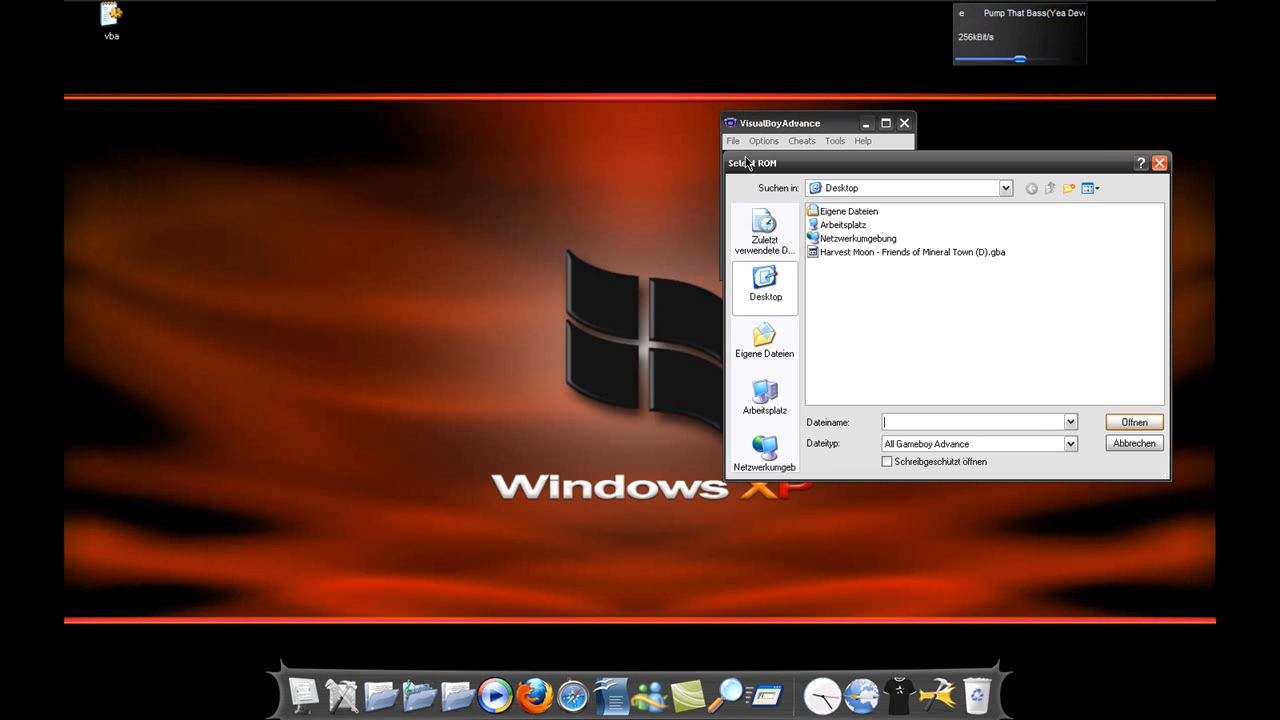 vba
e Pump That Bass(Yea Deve
256kBit/s
VisualBoyAdvance
File Options Cheats Tools Help
Select ROM
Suchen in: Desktop
Zuletzt
verwendete D...
Desktop
Eigene Dateien
Arbeitsplatz
Netzwerkumgeb
Eigene Dateien
Arbeitsplatz
Netzwerkumgebung
Harvest Moon - Friends of Mineral Town (D).gba
Dateiname: Öffnen
Dateityp: All Gameboy Advance Abbrechen
Schreibgeschützt öffnen
Windows XP